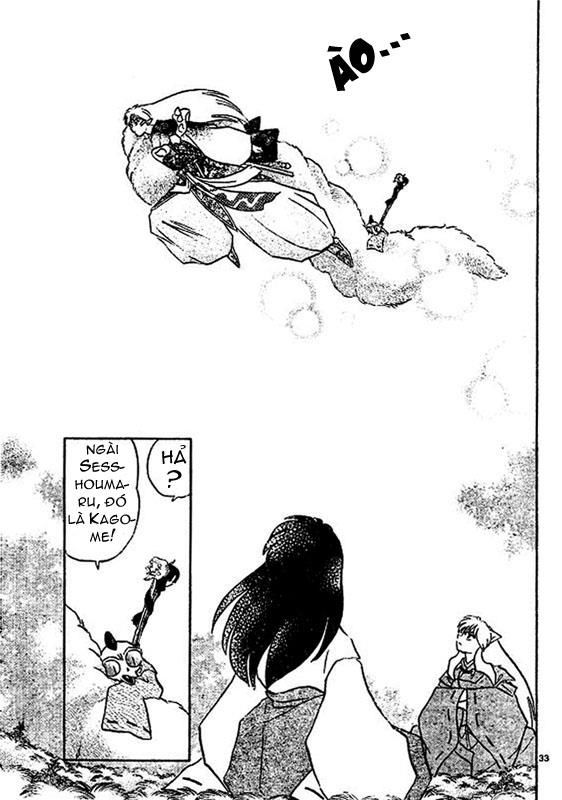 ÀO...
HẢ
?
NGÀI
SESS-
HOUMA-
RU, ĐÓ
LÀ KAGO-
ME!
33